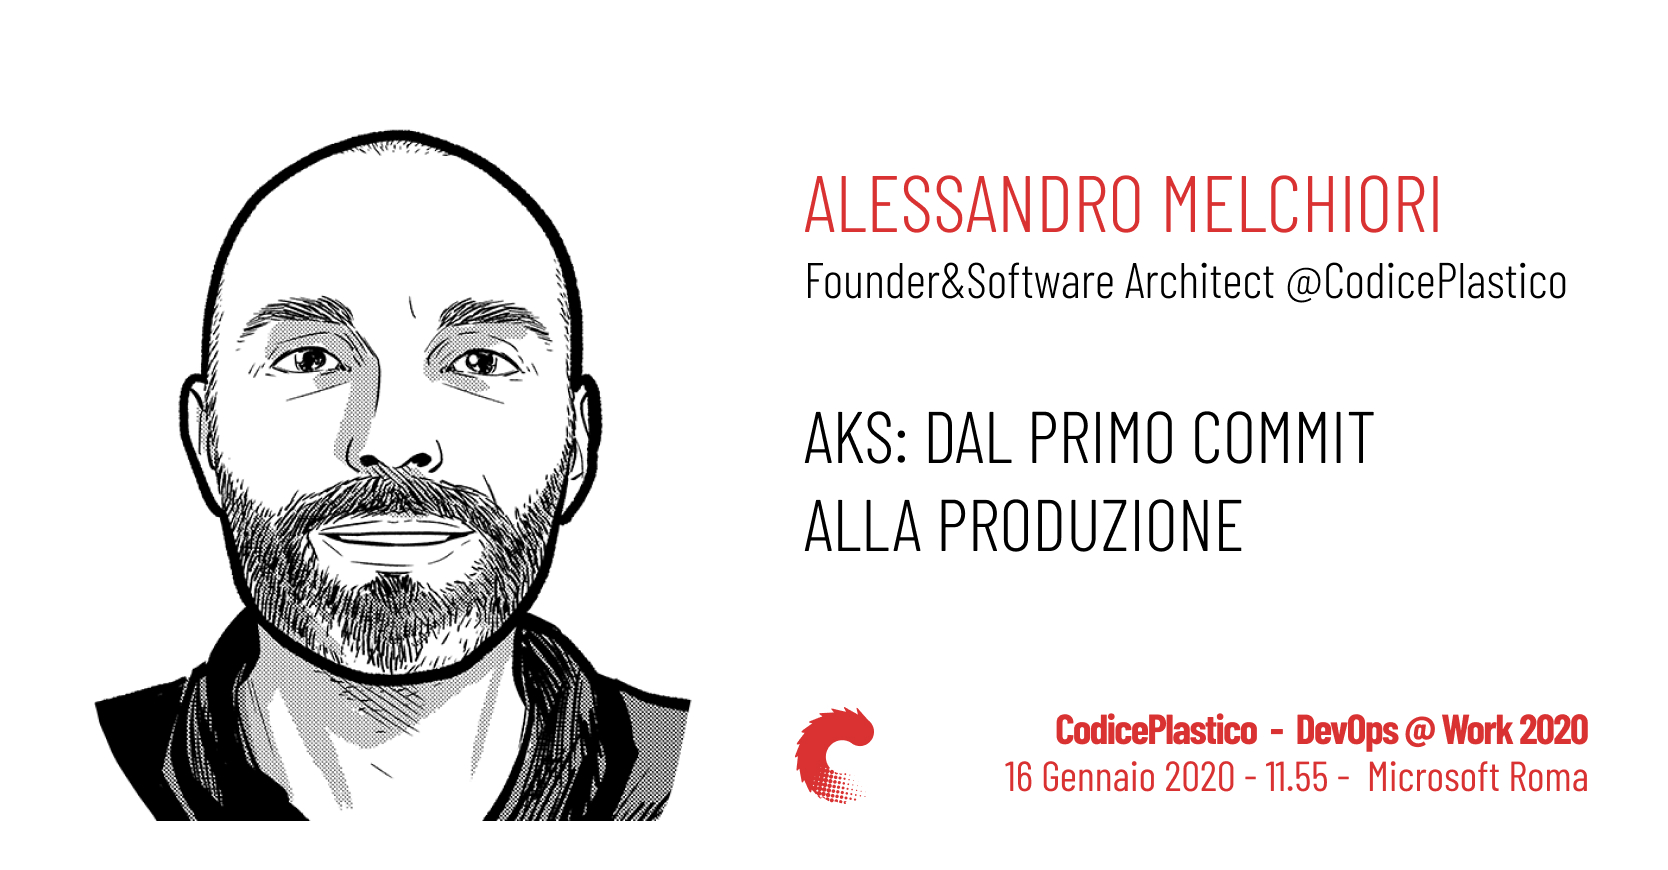 ALESSANDRO MELCHIORI
Founder&Software Architect @CodicePlastico
AKS: DAL PRIMO COMMIT
ALLA PRODUZIONE
CodicePlastico - DevOps @ Work 2020
16 Gennaio 2020 - 11.55 - Microsoft Roma